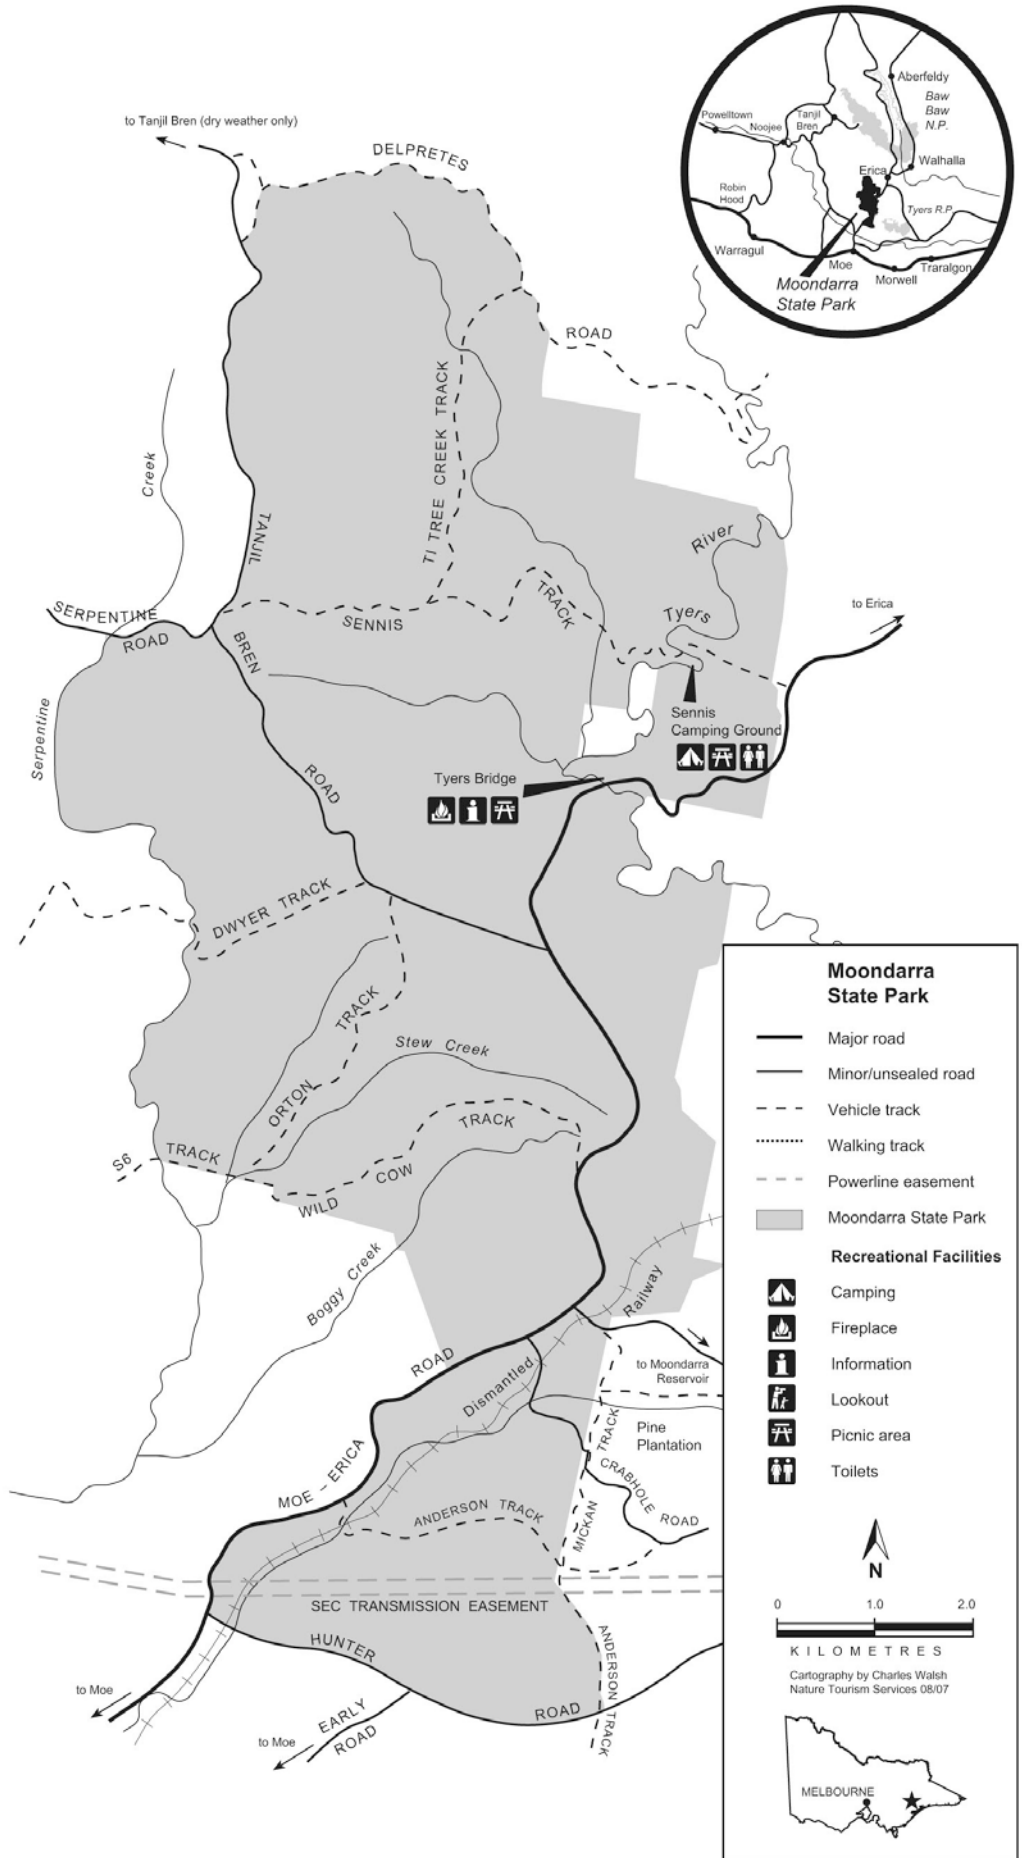 to Tanjil Bren (dry weather only)
DELPRETES
ROAD
Aberfeldy
Baw
Baw
N.P.
Powelltown
Noojee
Tanjil
Bren
Walhalla
Erica
Robin
Hood
Tyers R.P.
Warragul
Moe
Traralgon
Morwell
Moondarra
State Park
Creek
TI TREE CREEK TRACK
TANJIL
River
SERPENTINE
ROAD
SENNIS
TRACK
Tyers
to Erica
BREN
Serpentine
Sennis
Camping Ground
ROAD
Tyers Bridge
DWYER TRACK
TRACK
ORTON
Stew Creek
S6
TRACK
TRACK
COW
WILD
Boggy Creek
Railway
ROAD
Dismantled
to Moondarra
Reservoir
Pine
Plantation
TRACK
CRABHOLE
ROAD
MICKAN
MOE – ERICA
ANDERSON TRACK
SEC TRANSMISSION EASEMENT
HUNTER
ROAD
ANDERSON TRACK
to Moe
EARLY
ROAD
to Moe
Moondarra
State Park
Major road
Minor/unsealed road
Vehicle track
Walking track
Powerline easement
Moondarra State Park
Recreational Facilities
Camping
Fireplace
Information
Lookout
Picnic area
Toilets
N
0 1.0 2.0
KILOMETRES
Cartography by Charles Walsh
Nature Tourism Services 08/07
MELBOURNE